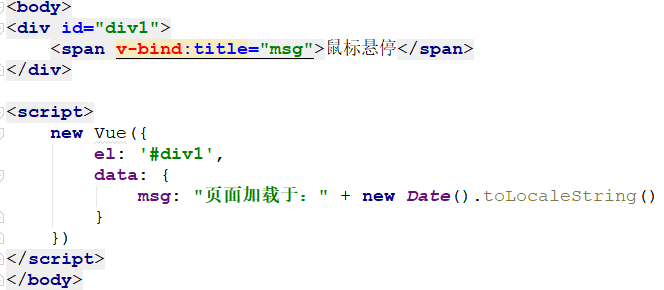 <body>
<div id="div1">
    <span v-bind:title="msg">鼠标悬停</span>
</div>

<script>
    new Vue({
        el: '#div1',
        data: {
            msg: "页面加载于：" + new Date().toLocaleString()
        }
    })
</script>
</body>